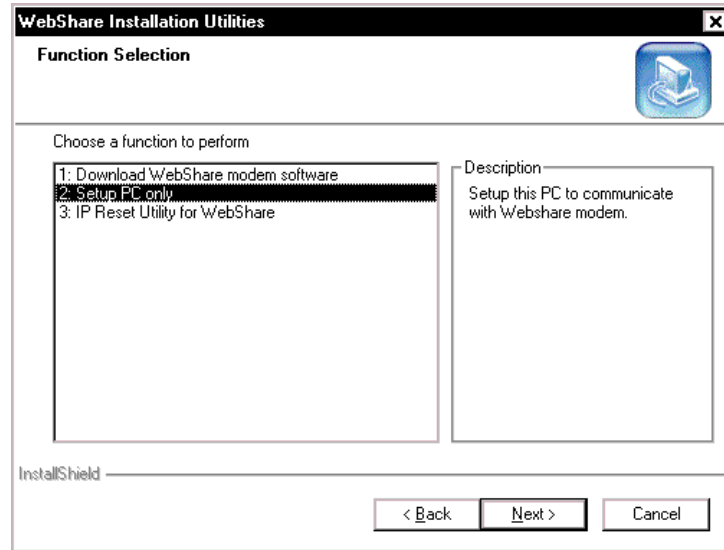 WebShare Installation Utilities
Function Selection
Choose a function to perform
1: Download WebShare modem software
2: Setup PC only
3: IP Reset Utility for WebShare
Description
Setup this PC to communicate
with Webshare modem.
InstallShield
< Back
Next >
Cancel